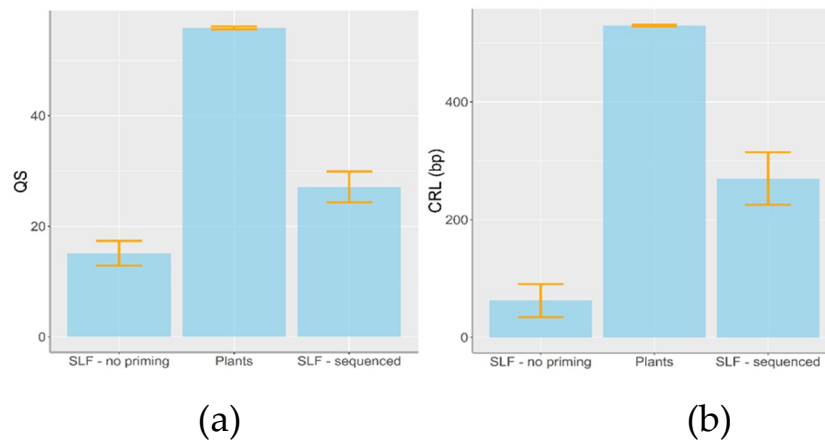 QS
40
20
0
SLF - no priming Plants SLF - sequenced
(a)
CRL (bp)
400
200
0
SLF - no priming Plants SLF - sequenced
(b)